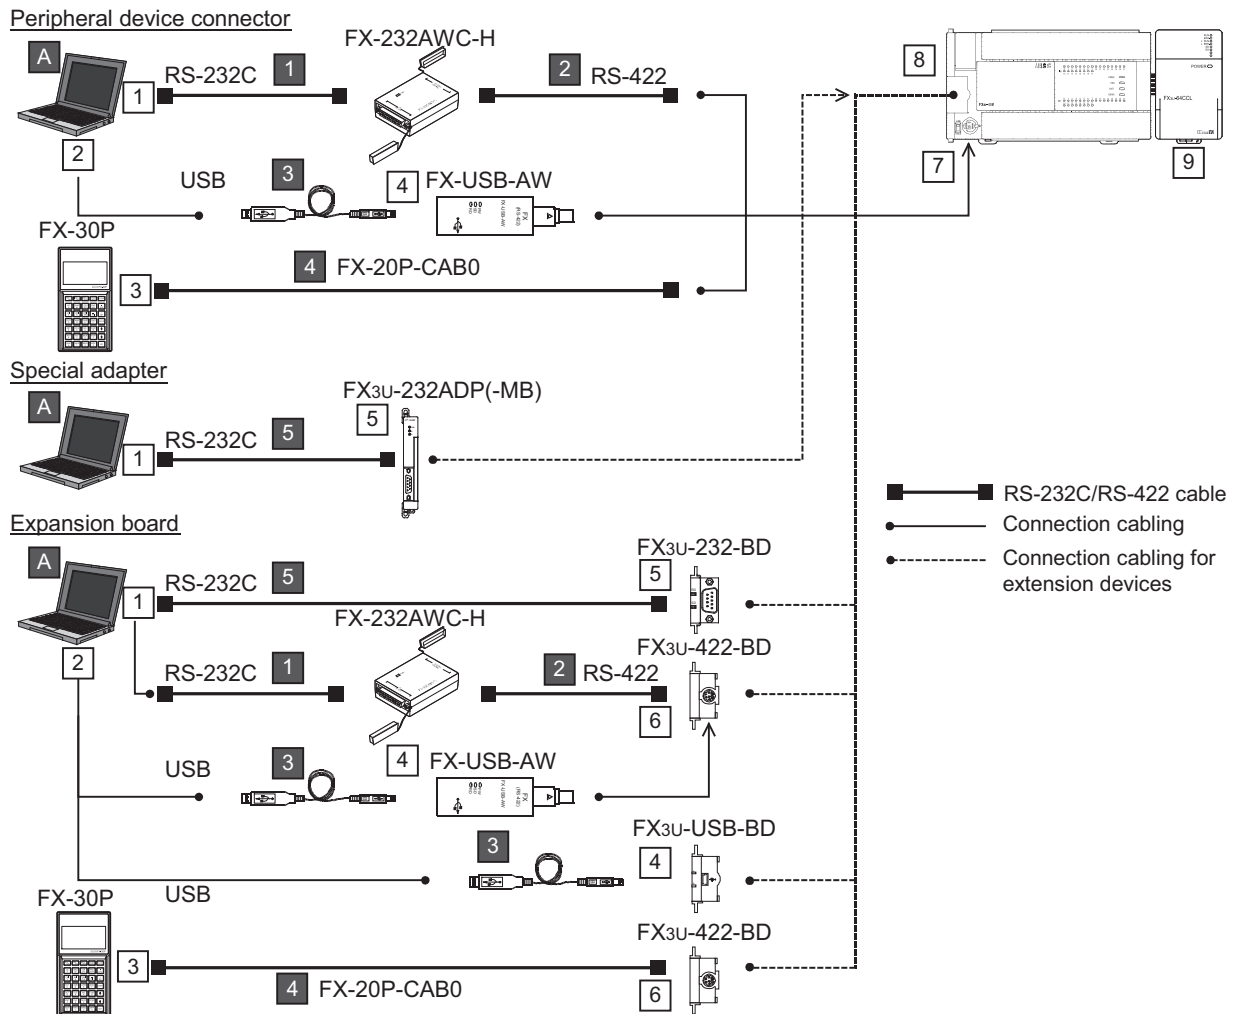 Peripheral device connector
A
1
RS-232C
1
FX-232AWC-H
2
RS-422
2
USB
3
4
FX-USB-AW
FX-30P
3
4
FX-20P-CAB0
8
7
POWER
9
Special adapter
A
1
RS-232C
5
FX3U-232ADP(-MB)
5
RS-232C/RS-422 cable
Connection cabling
Connection cabling for
extension devices
Expansion board
A
1
RS-232C
5
FX3U-232-BD
5
2
RS-232C
1
FX-232AWC-H
2
RS-422
FX3U-422-BD
6
USB
3
4
FX-USB-AW
USB
3
FX3U-USB-BD
4
FX-30P
3
4
FX-20P-CAB0
FX3U-422-BD
6